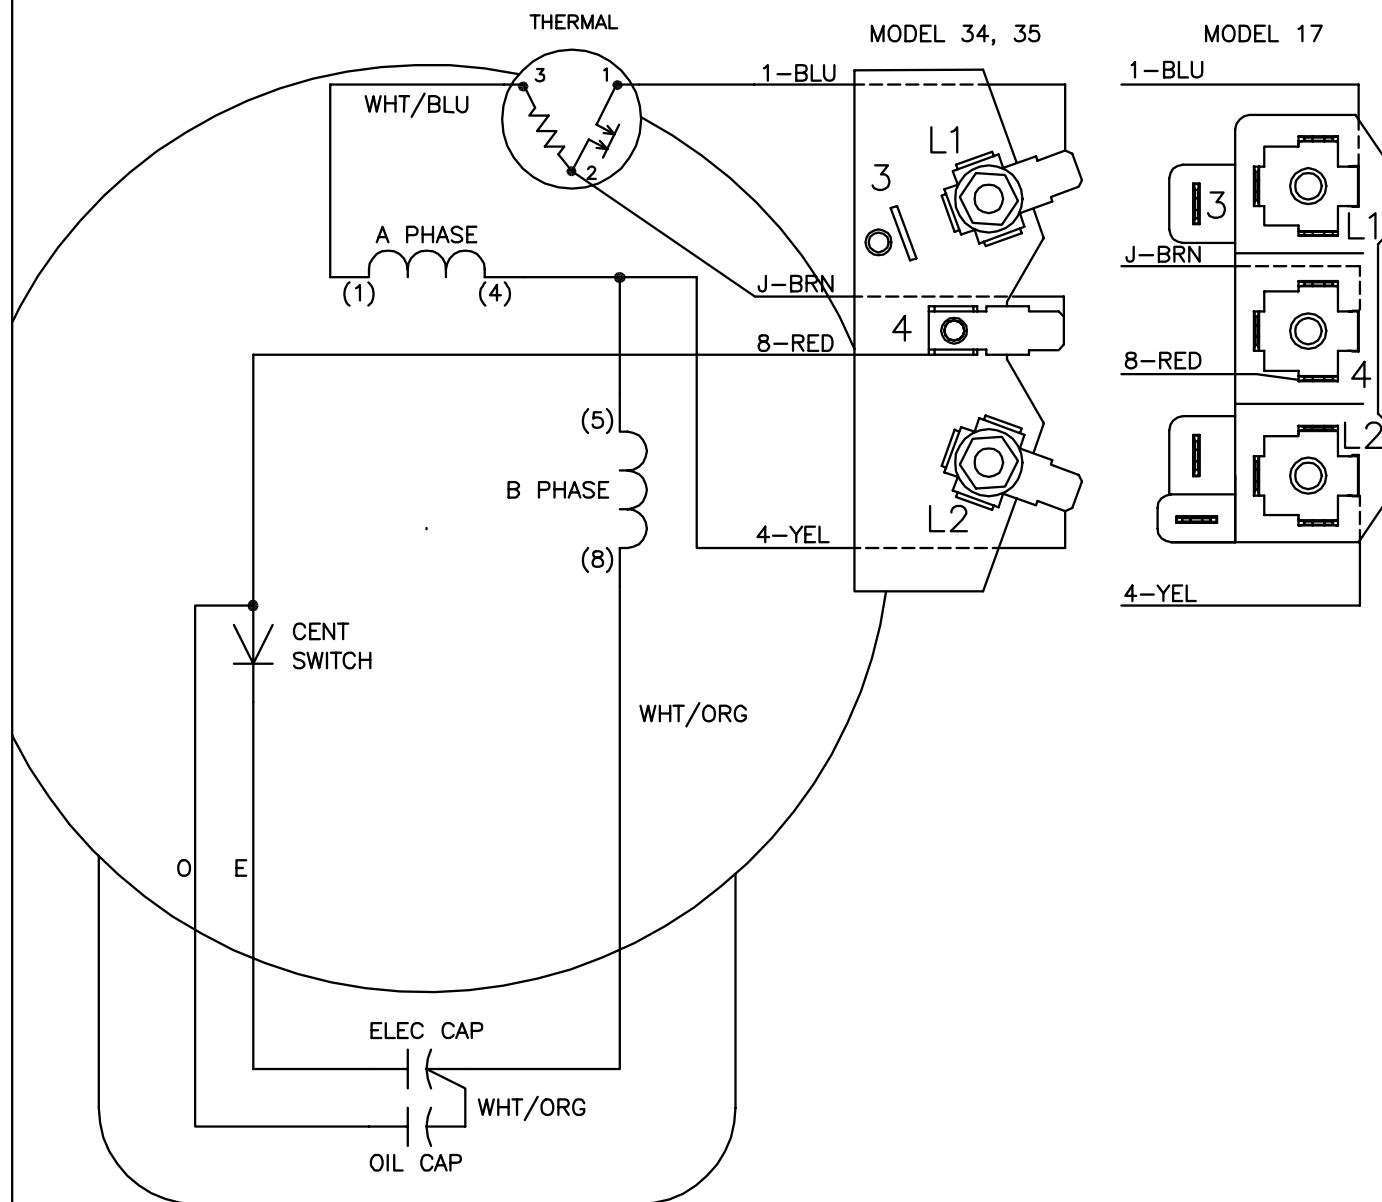 THERMAL
MODEL 34, 35
MODEL 17
3
1
2
WHT/BLU
1-BLU
1-BLU
L1
3
3
L1
A PHASE
(1)
(4)
J-BRN
J-BRN
4
8-RED
8-RED
4
(5)
B PHASE
(8)
L2
L2
4-YEL
4-YEL
CENT
SWITCH
WHT/ORG
O
E
ELEC CAP
WHT/ORG
OIL CAP